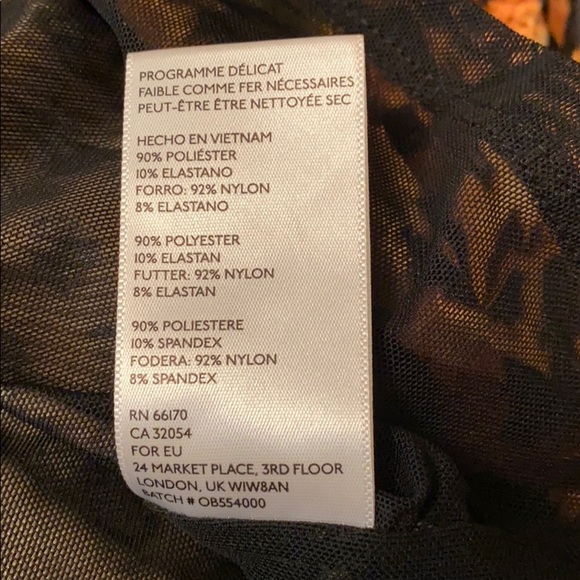 PROGRAMME DÉLICAT
FAIBLE COMME FER NÉCESSAIRES
PEUT-ÊTRE ÊTRE NETTOYÉE SEC
HECHO EN VIETNAM
90% POLIÉSTER
10% ELASTANO
FORRO: 92% NYLON
8% ELASTANO
90% POLYESTER
10% ELASTAN
FUTTER: 92% NYLON
8% ELASTAN
90% POLIESTERE
10% SPANDEX
FODERA: 92% NYLON
8% SPANDEX
RN 66170
CA 32054
FOR EU
24 MARKET PLACE, 3RD FLOOR
LONDON, UK W1W8AN
BATCH # OB554000